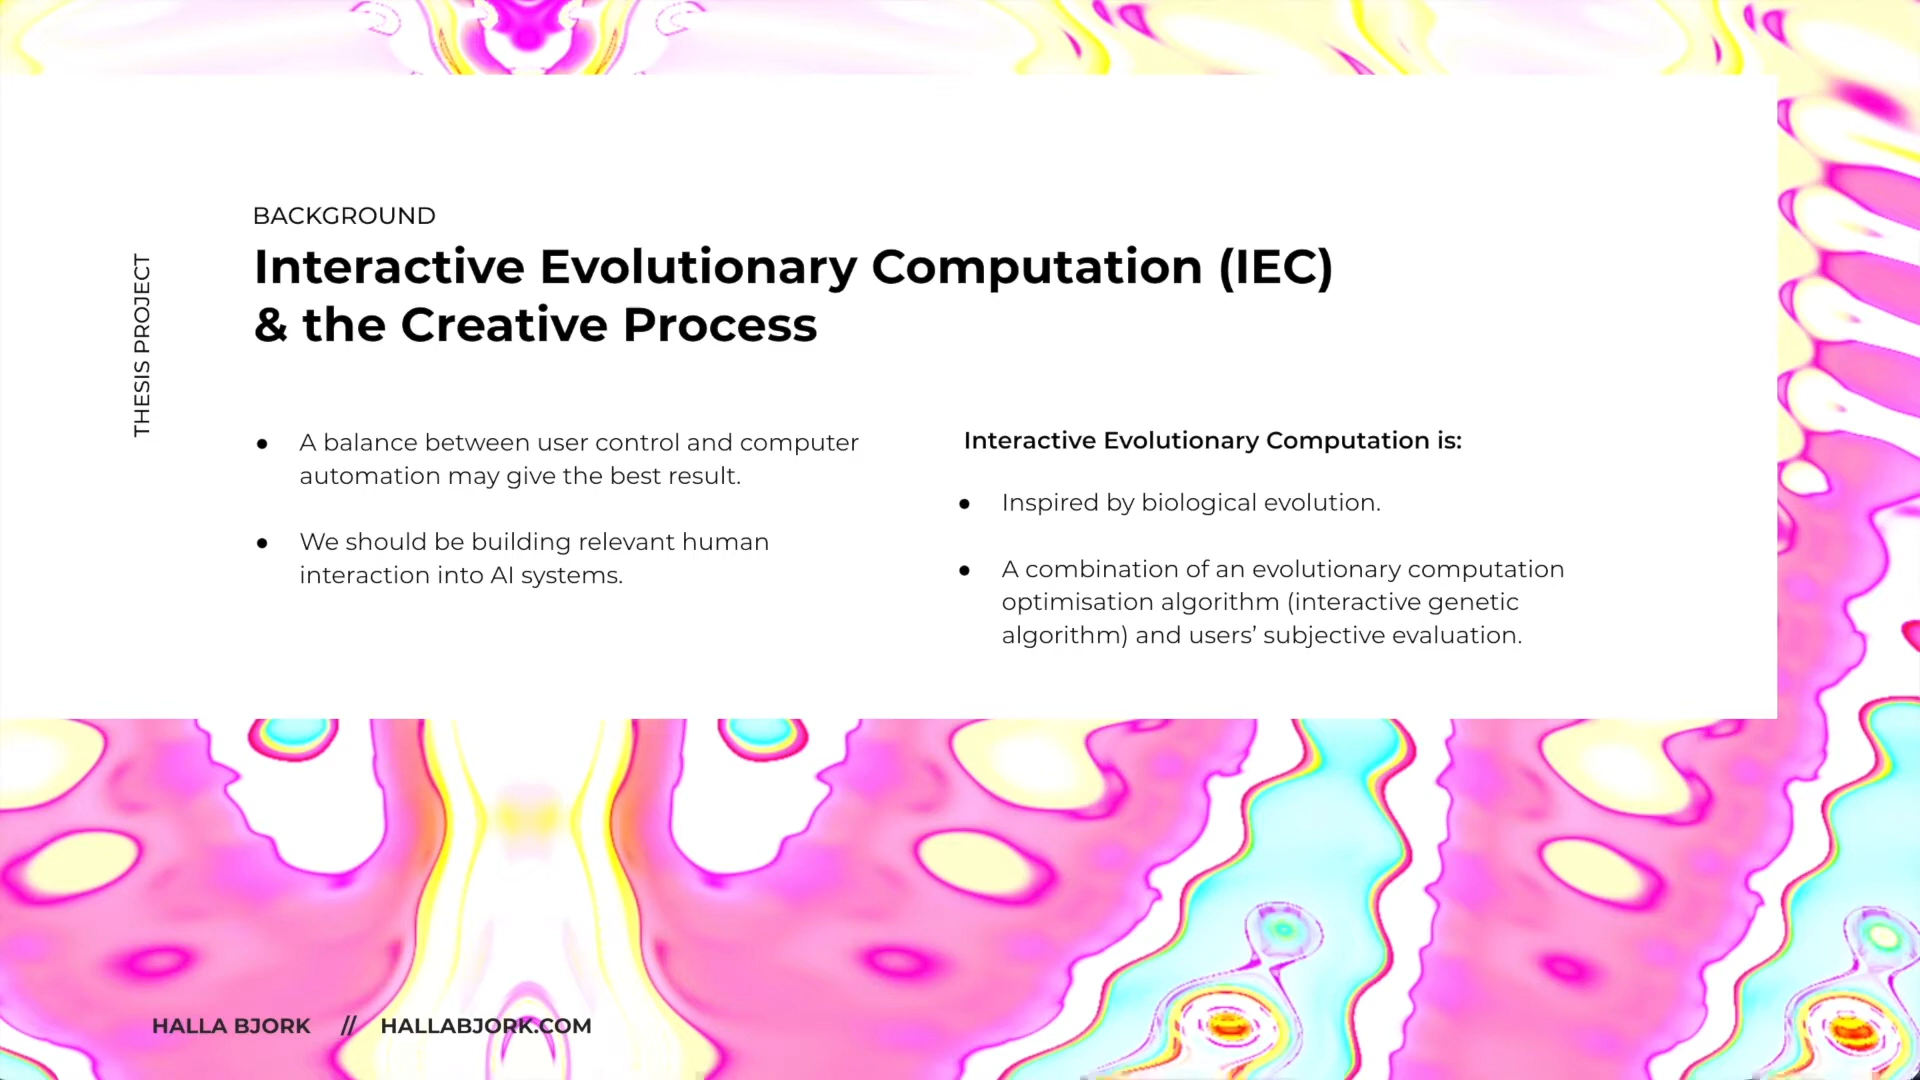 THESIS PROJECT
BACKGROUND
Interactive Evolutionary Computation (IEC)
& the Creative Process
● A balance between user control and computer
automation may give the best result.
● We should be building relevant human
interaction into AI systems.
Interactive Evolutionary Computation is:
● Inspired by biological evolution.
● A combination of an evolutionary computation
optimisation algorithm (interactive genetic
algorithm) and users’ subjective evaluation.
HALLA BJORK // HALLABJORK.COM